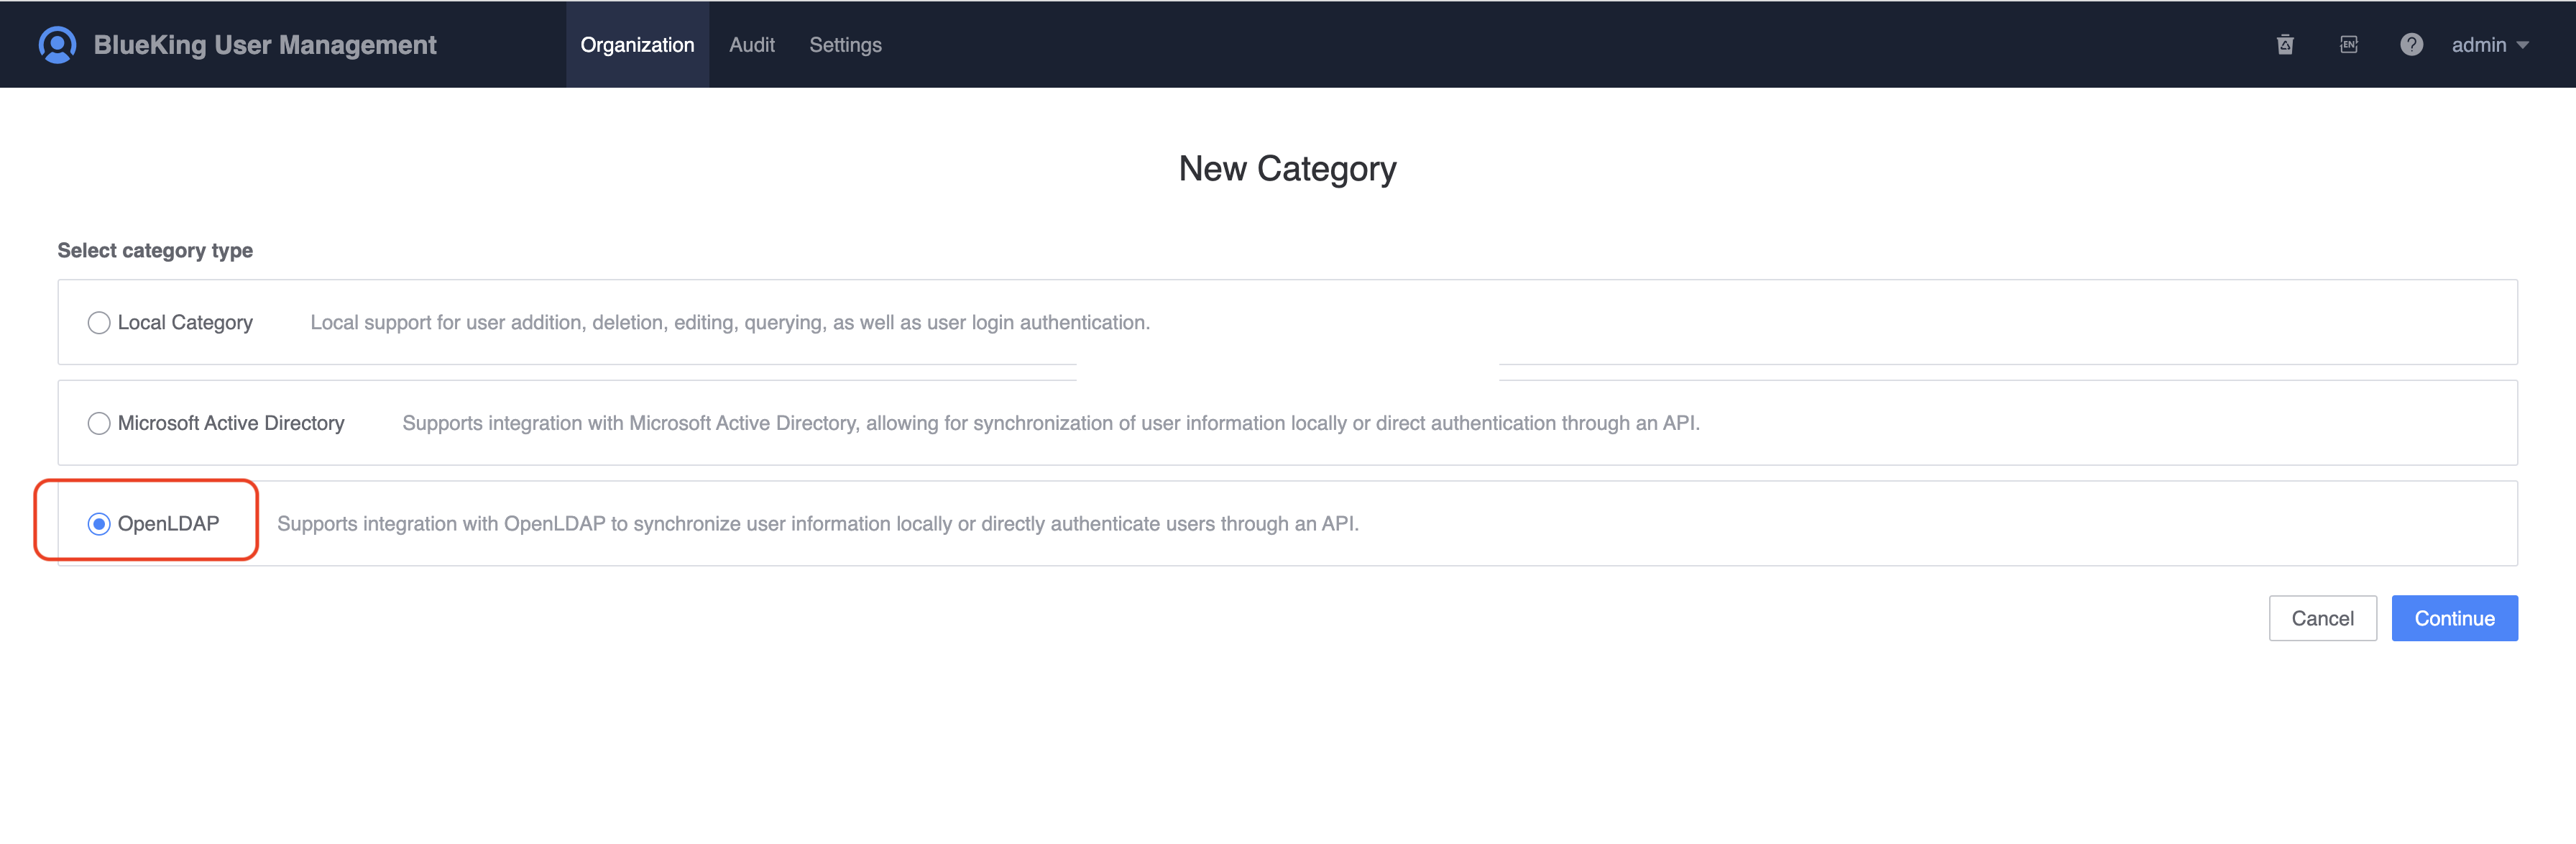 BlueKing User Management Organization Audit Settings EN ? admin
New Category
Select category type
Local Category Local support for user addition, deletion, editing, querying, as well as user login authentication.
Microsoft Active Directory Supports integration with Microsoft Active Directory, allowing for synchronization of user information locally or direct authentication through an API.
OpenLDAP Supports integration with OpenLDAP to synchronize user information locally or directly authenticate users through an API.
Cancel Continue